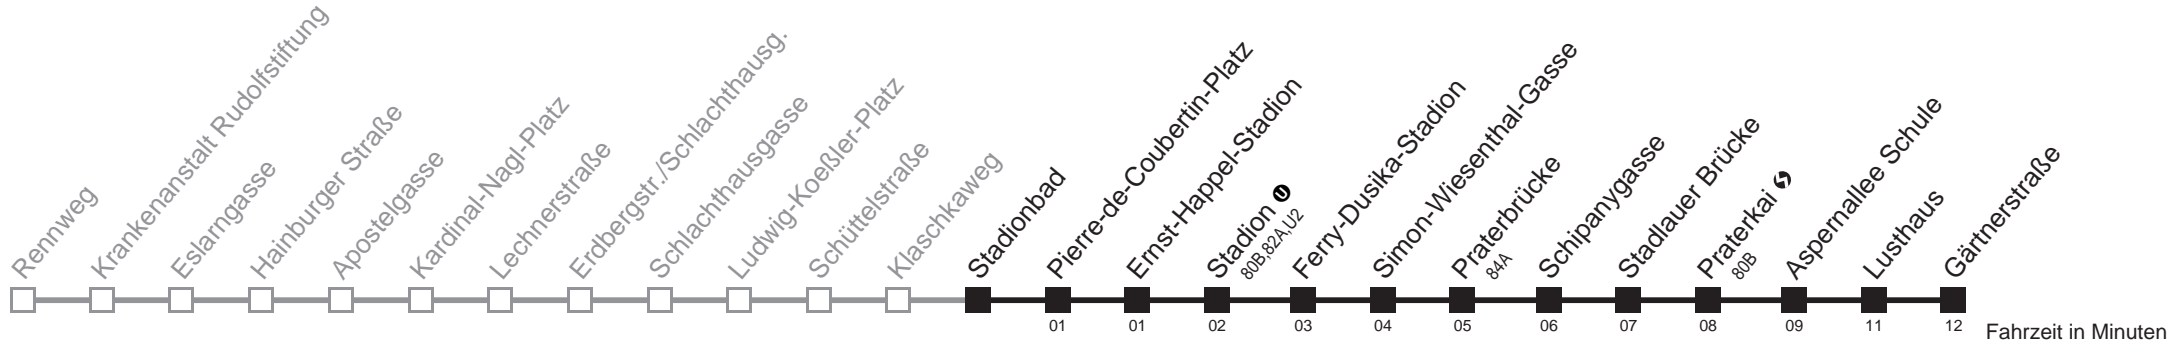 Rennweg
Krankenanstalt Rudolfstiftung
Eslarngasse
Hainburger Straße
Apostelgasse
Kardinal-Nagl-Platz
Lechnerstraße
Erdbergstr./Schlachthausg.
Schlachthausgasse
Ludwig-Koeßler-Platz
Schüttelstraße
Klaschkaweg
Stadionbad
Pierre-de-Coubertin-Platz
Ernst-Happel-Stadion
Stadion U
80B,82A,U2
Ferry-Dusika-Stadion
Simon-Wiesenthal-Gasse
Praterbrücke
84A
Schipanygasse
Stadlauer Brücke
Praterkai S
80B
Aspernallee Schule
Lusthaus
Gärtnerstraße
01 01 02 03 04 05 06 07 08 09 11 12
Fahrzeit in Minuten